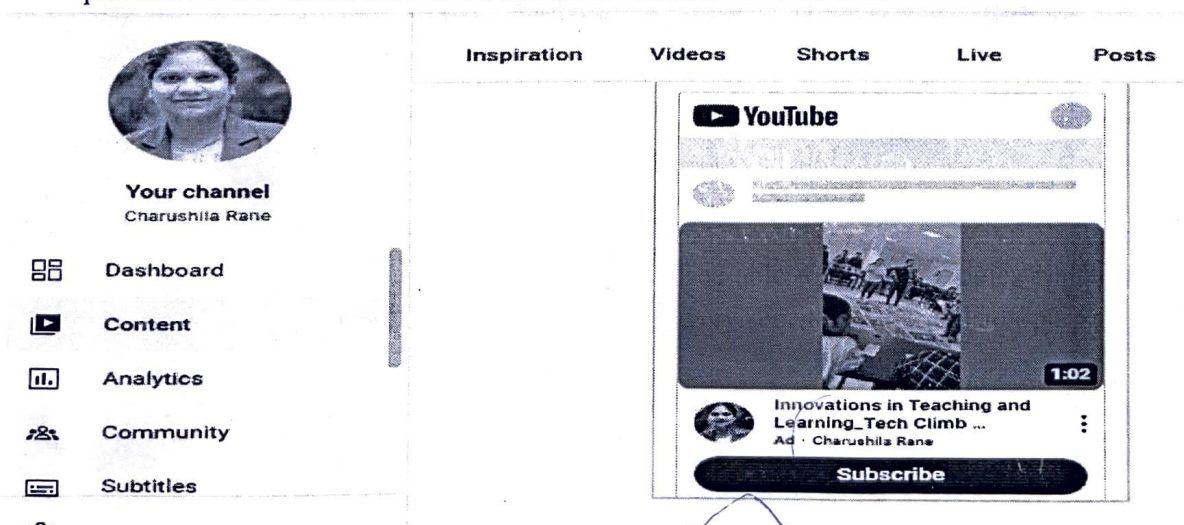 Your channel
Charushila Rane
Dashboard
Content
Analytics
Community
Subtitles
Inspiration Videos Shorts Live Posts
YouTube
1:02
Innovations in Teaching and
Learning_Tech Climb ...
Ad · Charushila Rane
Subscribe